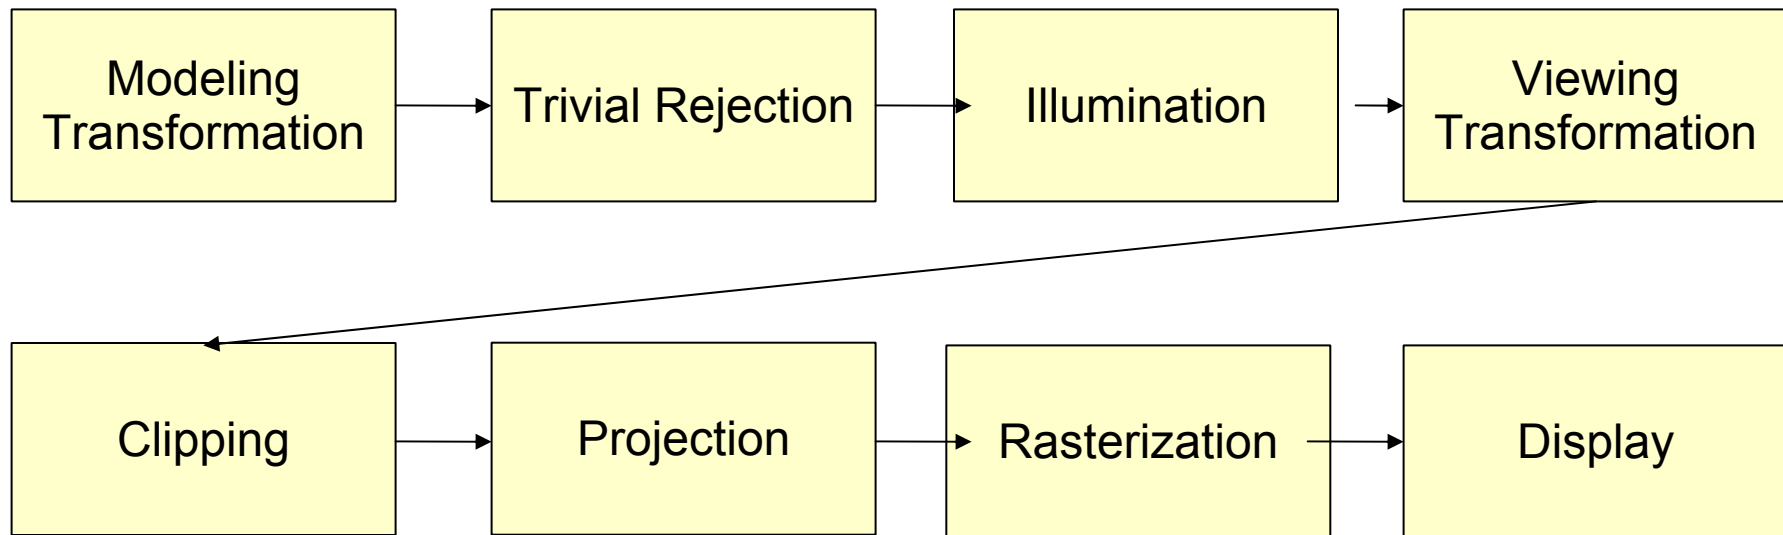 Modeling
Transformation
Trivial Rejection
Illumination
Viewing
Transformation
Clipping
Projection
Rasterization
Display